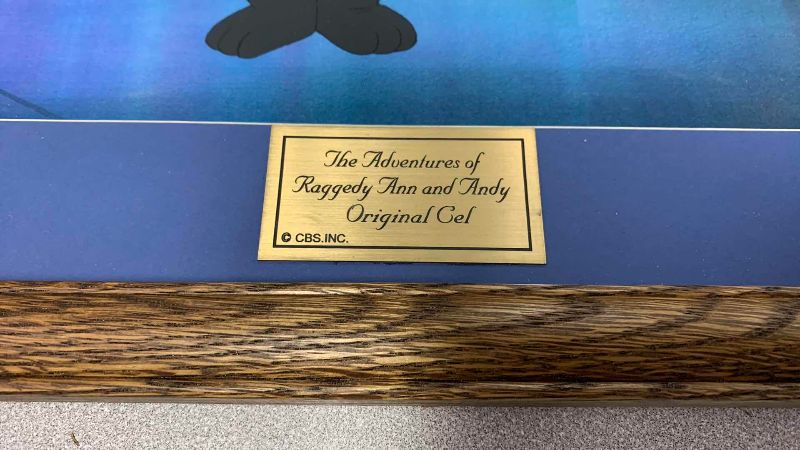 The Adventures of
Raggedy Ann and Andy
Original Cel
© CBS.INC.